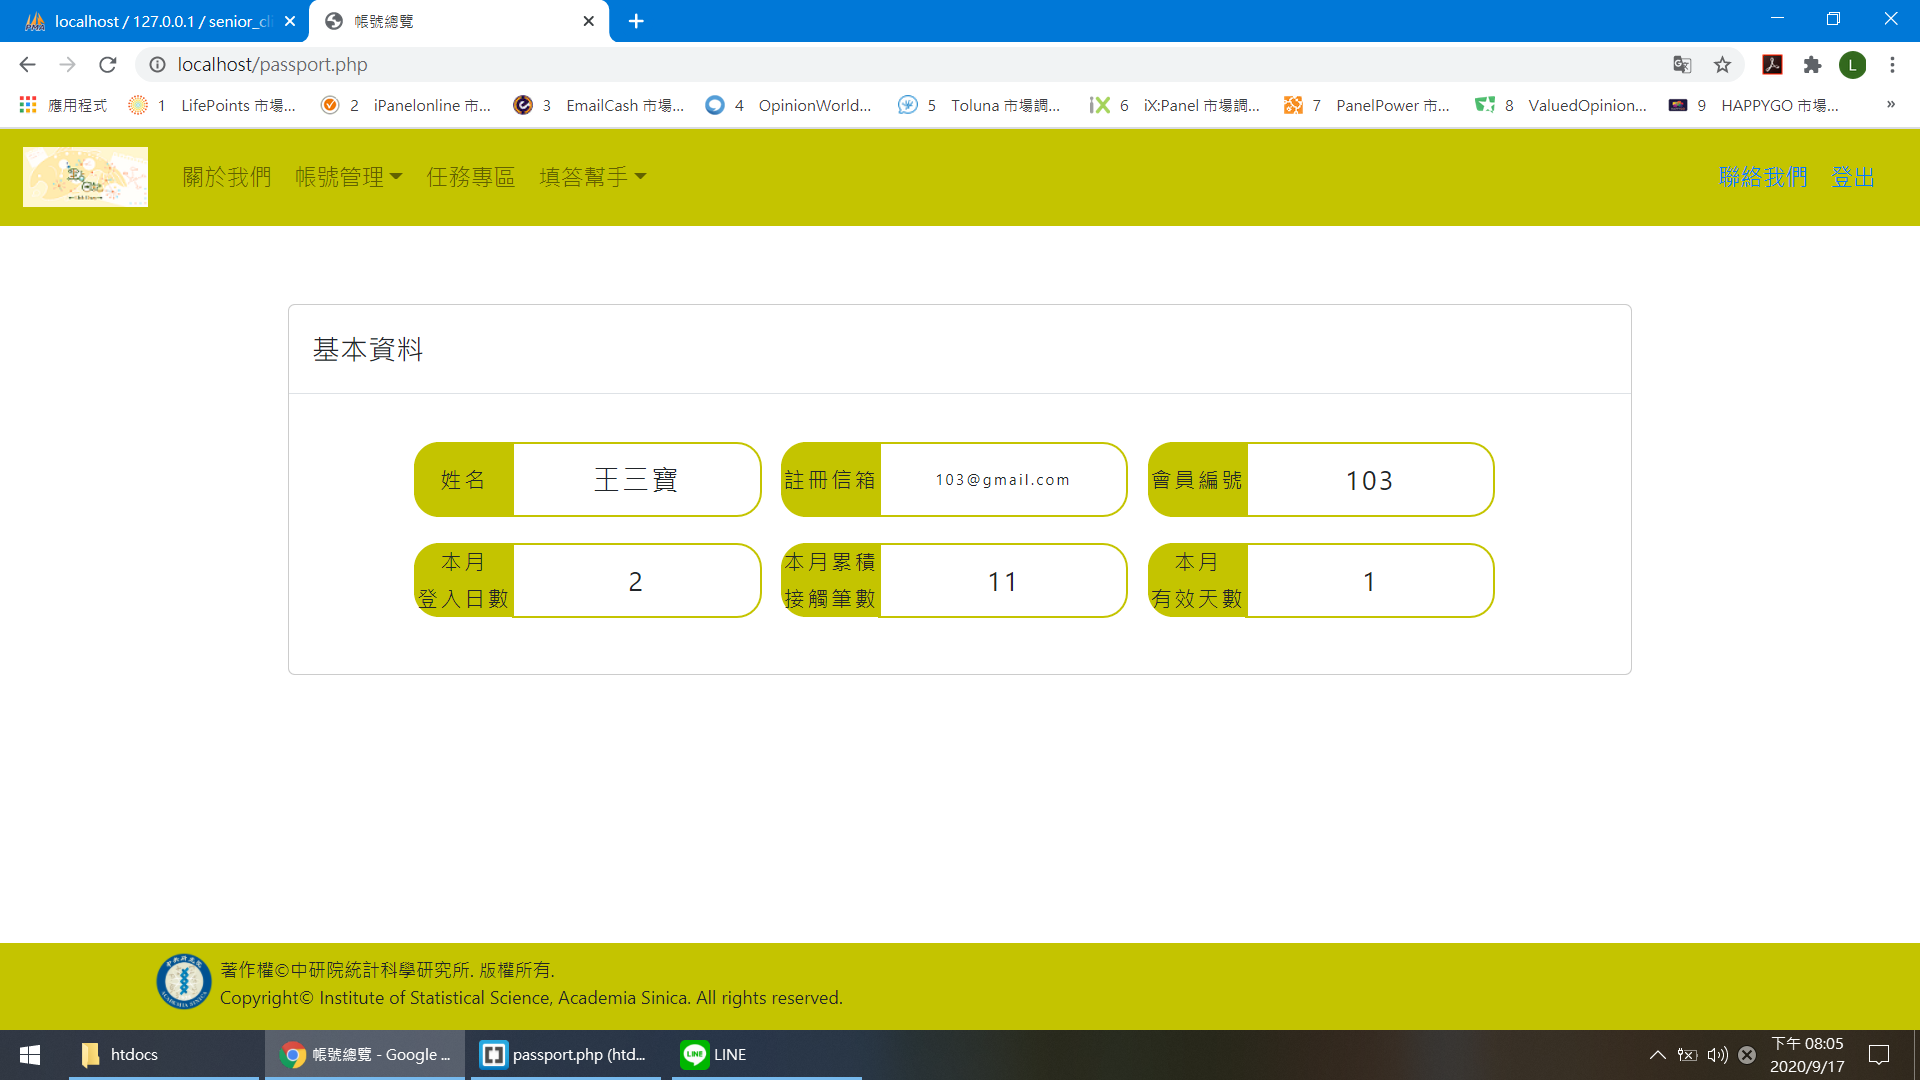 localhost / 127.0.0.1 / senior_cli
帳號總覽
localhost/passport.php
應用程式
1 LifePoints 市場...
2 iPanelonline 市...
3 EmailCash 市場...
4 OpinionWorld...
5 Toluna 市場調...
6 iX:Panel 市場調...
7 PanelPower 市...
8 ValuedOpinion...
9 HAPPYGO 市場...
»
L
關於我們 帳號管理 任務專區 填答幫手
聯絡我們 登出
基本資料
姓名 王三寶
註冊信箱 103@gmail.com
會員編號 103
本月
登入日數
2
本月累積
接觸筆數
11
本月
有效天數
1
著作權©中研院統計科學研究所. 版權所有.
Copyright© Institute of Statistical Science, Academia Sinica. All rights reserved.
htdocs
帳號總覽 - Google ...
passport.php (htd...
LINE
下午 08:05
2020/9/17